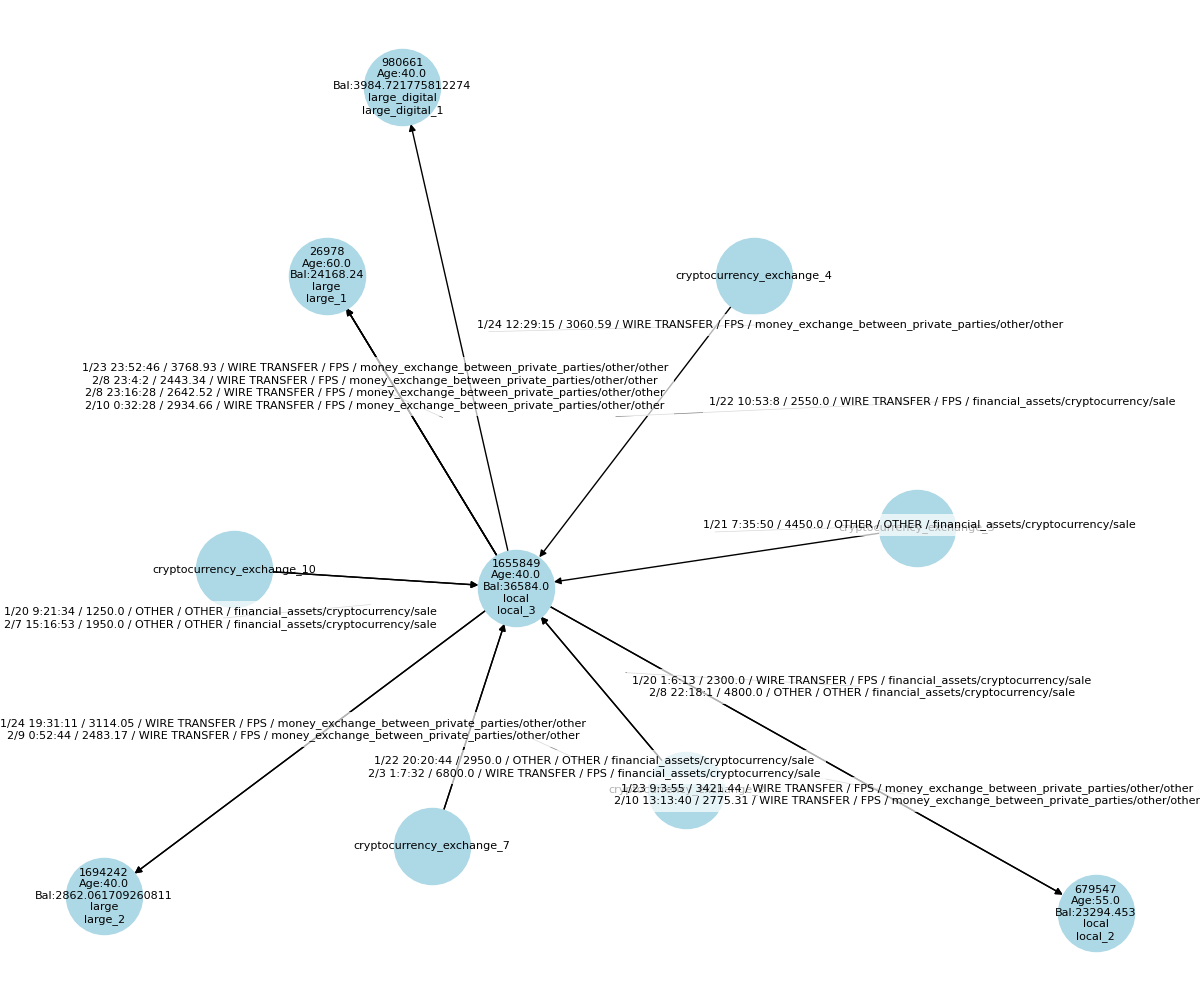 980661
Age:40.0
Bal:3984.721775812274
large_digital
large_digital_1
26978
Age:60.0
Bal:24168.24
large
large_1
cryptocurrency_exchange_4
1/24 12:29:15 / 3060.59 / WIRE TRANSFER / FPS / money_exchange_between_private_parties/other/other
1/23 23:52:46 / 3768.93 / WIRE TRANSFER / FPS / money_exchange_between_private_parties/other/other
2/8 23:4:2 / 2443.34 / WIRE TRANSFER / FPS / money_exchange_between_private_parties/other/other
2/8 23:16:28 / 2642.52 / WIRE TRANSFER / FPS / money_exchange_between_private_parties/other/other
2/10 0:32:28 / 2934.66 / WIRE TRANSFER / FPS / money_exchange_between_private_parties/other/other
1/22 10:53:8 / 2550.0 / WIRE TRANSFER / FPS / financial_assets/cryptocurrency/sale
1/21 7:35:50 / 4450.0 / OTHER / OTHER / financial_assets/cryptocurrency/sale
cryptocurrency_exchange_10
1655849
Age:40.0
Bal:36584.0
local
local_3
1/20 9:21:34 / 1250.0 / OTHER / OTHER / financial_assets/cryptocurrency/sale
2/7 15:16:53 / 1950.0 / OTHER / OTHER / financial_assets/cryptocurrency/sale
1/20 1:6:13 / 2300.0 / WIRE TRANSFER / FPS / financial_assets/cryptocurrency/sale
2/8 22:18:1 / 4800.0 / OTHER / OTHER / financial_assets/cryptocurrency/sale
1/24 19:31:11 / 3114.05 / WIRE TRANSFER / FPS / money_exchange_between_private_parties/other/other
2/9 0:52:44 / 2483.17 / WIRE TRANSFER / FPS / money_exchange_between_private_parties/other/other
1/22 20:20:44 / 2950.0 / OTHER / OTHER / financial_assets/cryptocurrency/sale
2/3 1:7:32 / 6800.0 / WIRE TRANSFER / FPS / financial_assets/cryptocurrency/sale
1/23 9:3:55 / 3421.44 / WIRE TRANSFER / FPS / money_exchange_between_private_parties/other/other
2/10 13:13:40 / 2775.31 / WIRE TRANSFER / FPS / money_exchange_between_private_parties/other/other
cryptocurrency_exchange_7
1694242
Age:40.0
Bal:2862.061709260811
large
large_2
679547
Age:55.0
Bal:23294.453
local
local_2